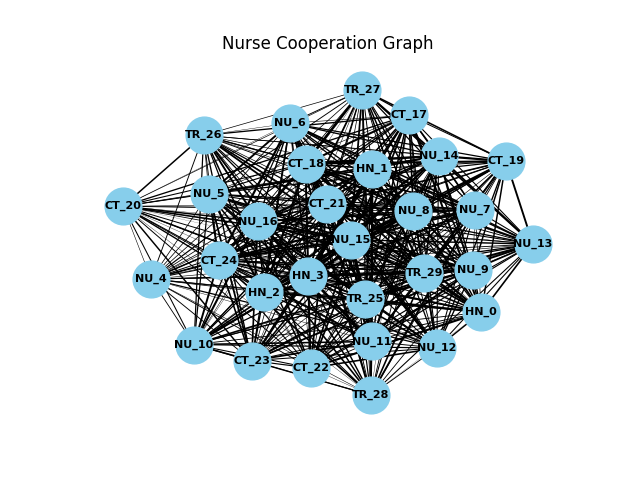 Nurse Cooperation Graph
TR_27
CT_17
NU_6
TR_26
NU_14
CT_19
CT_18
HN_1
NU_5
CT_20
CT_21
NU_8
NU_7
NU_16
NU_15
NU_13
CT_24
NU_9
TR_29
HN_3
NU_4
HN_2
TR_25
HN_0
NU_11
NU_10
NU_12
CT_23
CT_22
TR_28